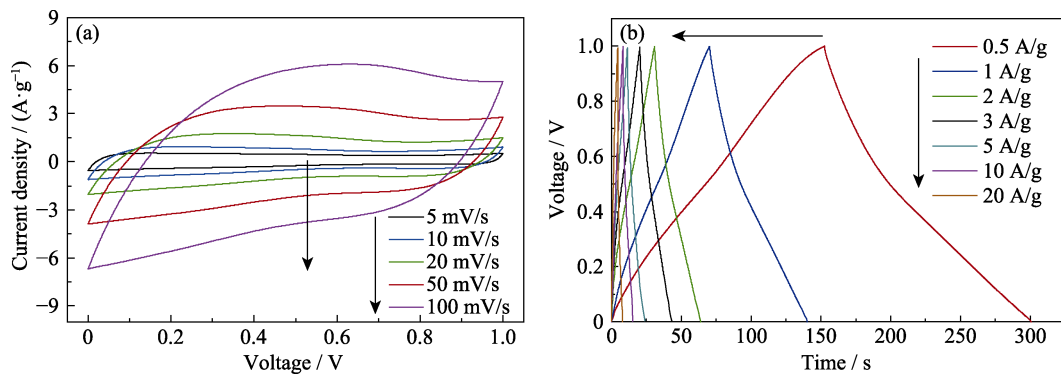 (a)
Current density / (A·g⁻¹)
9
6
3
0
−3
−6
−9
0
0.2
0.4
0.6
0.8
1.0
Voltage / V
5 mV/s
10 mV/s
20 mV/s
50 mV/s
100 mV/s
(b)
Voltage / V
1.0
0.8
0.6
0.4
0.2
0
0
50
100
150
200
250
300
Time / s
0.5 A/g
1 A/g
2 A/g
3 A/g
5 A/g
10 A/g
20 A/g